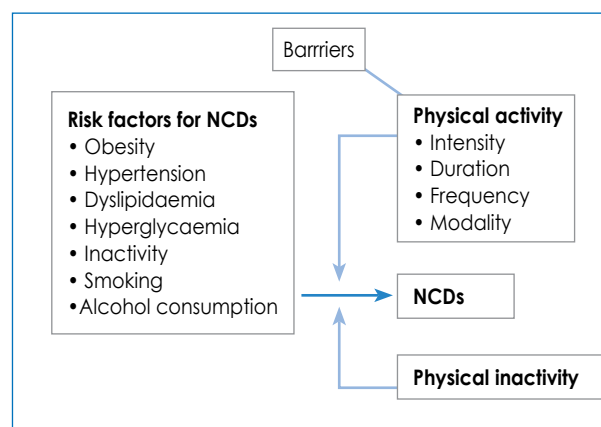 Barrriers
Risk factors for NCDs
• Obesity
• Hypertension
• Dyslipidaemia
• Hyperglycaemia
• Inactivity
• Smoking
•Alcohol consumption
Physical activity
• Intensity
• Duration
• Frequency
• Modality
NCDs
Physical inactivity